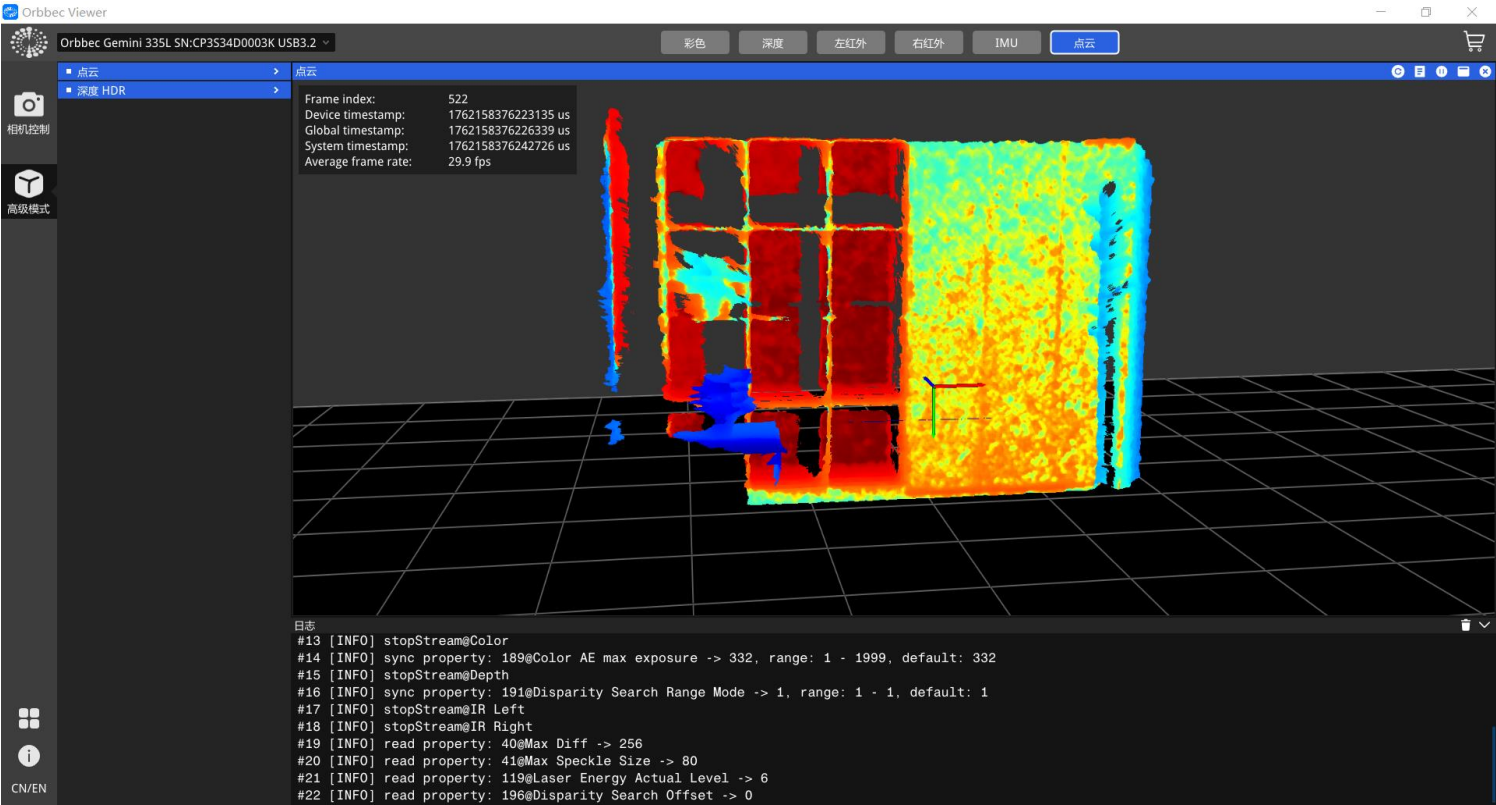 Orbbec Viewer
Orbbec Gemini 335L SN:CP3S34D0003K USB3.2
彩色 深度 左红外 右红外 IMU 点云
点云
深度 HDR
相机控制
高级模式
CN/EN
点云
Frame index: 522
Device timestamp: 1762158376223135 us
Global timestamp: 1762158376226339 us
System timestamp: 1762158376242726 us
Average frame rate: 29.9 fps
日志
#13 [INFO] stopStream@Color
#14 [INFO] sync property: 189@Color AE max exposure -> 332, range: 1 - 1999, default: 332
#15 [INFO] stopStream@Depth
#16 [INFO] sync property: 191@Disparity Search Range Mode -> 1, range: 1 - 1, default: 1
#17 [INFO] stopStream@IR Left
#18 [INFO] stopStream@IR Right
#19 [INFO] read property: 40@Max Diff -> 256
#20 [INFO] read property: 41@Max Speckle Size -> 80
#21 [INFO] read property: 119@Laser Energy Actual Level -> 6
#22 [INFO] read property: 196@Disparity Search Offset -> 0